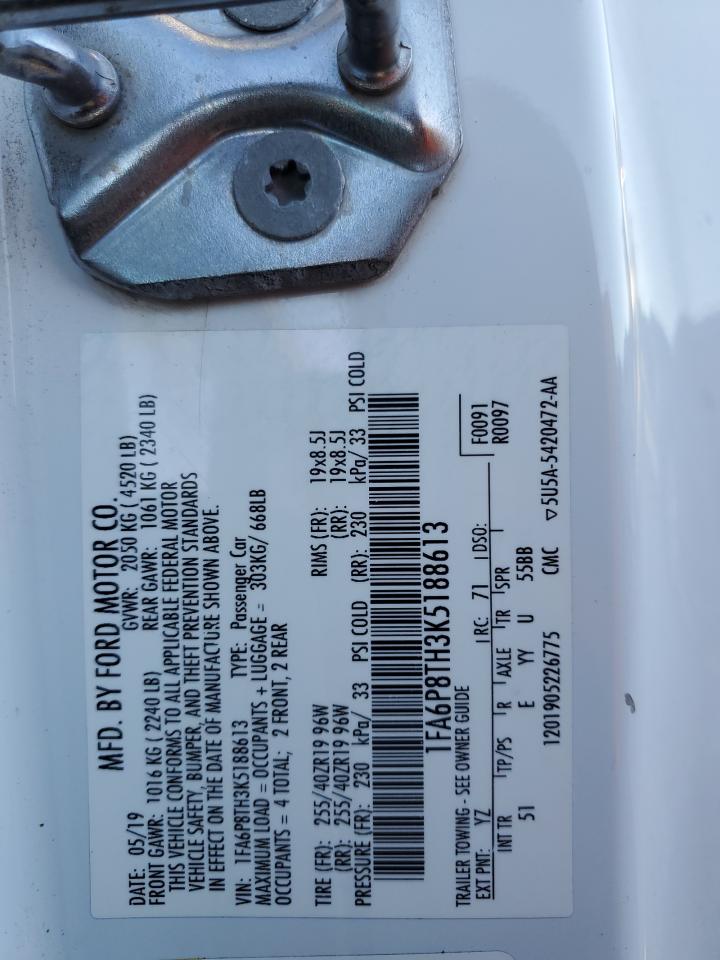 MFD. BY FORD MOTOR CO.
DATE: 05/19 GVWR: 2050 KG ( 4520 LB)
FRONT GAWR: 1016 KG ( 2240 LB) REAR GAWR: 1061 KG ( 2340 LB)
THIS VEHICLE CONFORMS TO ALL APPLICABLE FEDERAL MOTOR
VEHICLE SAFETY, BUMPER, AND THEFT PREVENTION STANDARDS
IN EFFECT ON THE DATE OF MANUFACTURE SHOWN ABOVE.
VIN: 1FA6P8TH3K5188613 TYPE: Passenger Car
MAXIMUM LOAD = OCCUPANTS + LUGGAGE = 303KG/ 668LB
OCCUPANTS = 4 TOTAL; 2 FRONT, 2 REAR
TIRE (FR): 255/40ZR19 96W RIMS (FR): 19x8.5J
(RR): 255/40ZR19 96W (RR): 19x8.5J
PRESSURE (FR): 230 kPa/ 33 PSI COLD (RR): 230 kPa/ 33 PSI COLD
1FA6P8TH3K5188613
TRAILER TOWING - SEE OWNER GUIDE F0091
EXT PNT: YZ RC: 71 DSO: R0097
INT TR TP/PS R AXLE TR SPR
51 E YY U 55BB
1201905226775 CMC ▽5U5A-5420472-AA